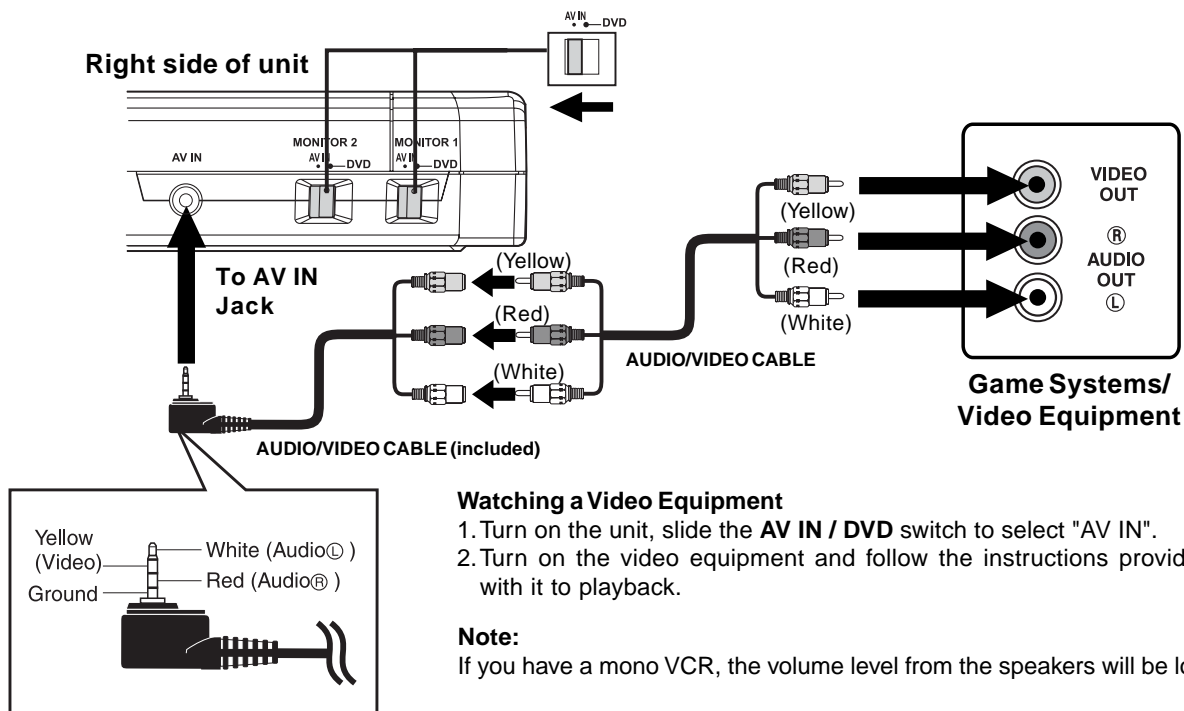 AV IN
DVD
Right side of unit
MONITOR 2
MONITOR 1
AV IN
AV IN
DVD
AV IN
DVD
To AV IN
Jack
(Yellow)
(Red)
(White)
AUDIO/VIDEO CABLE (included)
AUDIO/VIDEO CABLE
(Yellow)
(Red)
(White)
VIDEO
OUT
Ⓡ
AUDIO
OUT
Ⓛ
Game Systems/
Video Equipment
Yellow
(Video)
Ground
White (AudioⓁ )
Red (AudioⓇ )
Watching a Video Equipment
1. Turn on the unit, slide the AV IN / DVD switch to select "AV IN".
2. Turn on the video equipment and follow the instructions provid
with it to playback.
Note:
If you have a mono VCR, the volume level from the speakers will be lo